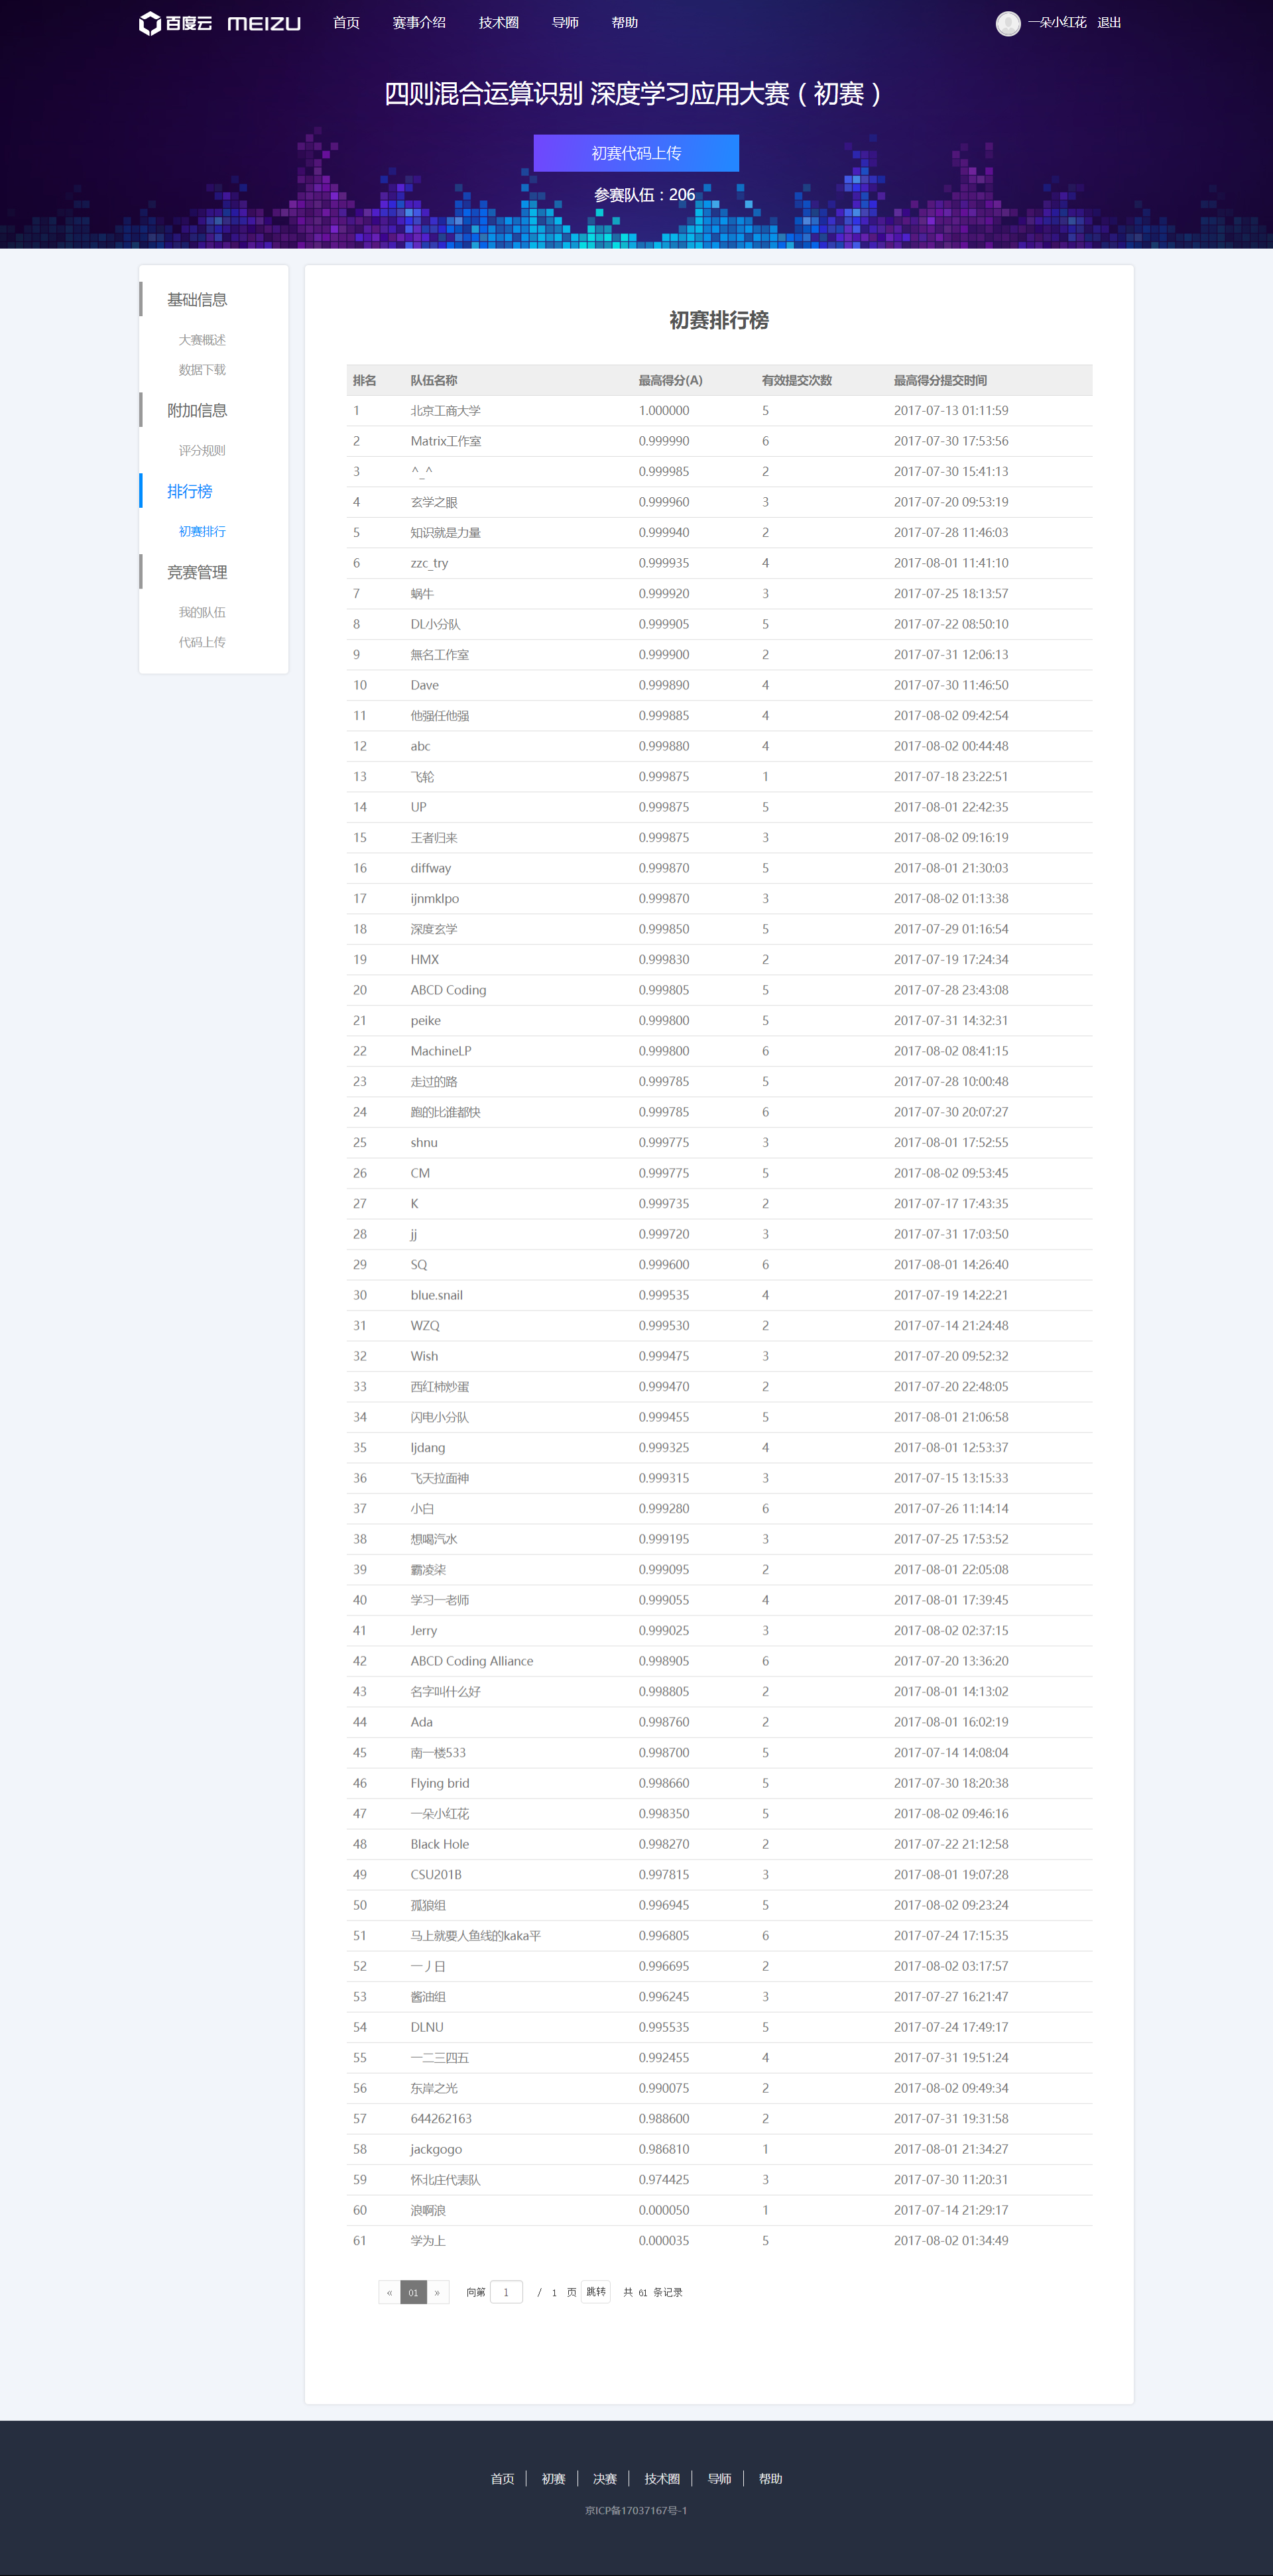 百度云 MEIZU 首页 赛事介绍 技术圈 导师 帮助 一朵小红花 退出
四则混合运算识别 深度学习应用大赛（初赛）
初赛代码上传
参赛队伍：206
基础信息
大赛概述
数据下载
附加信息
评分规则
排行榜
初赛排行
竞赛管理
我的队伍
代码上传
初赛排行榜
排名 队伍名称 最高得分(A) 有效提交次数 最高得分提交时间
1 北京工商大学 1.000000 5 2017-07-13 01:11:59
2 Matrix工作室 0.999990 6 2017-07-30 17:53:56
3 ^_^ 0.999985 2 2017-07-30 15:41:13
4 玄学之眼 0.999960 3 2017-07-20 09:53:19
5 知识就是力量 0.999940 2 2017-07-28 11:46:03
6 zzc_try 0.999935 4 2017-08-01 11:41:10
7 蜗牛 0.999920 3 2017-07-25 18:13:57
8 DL小分队 0.999905 5 2017-07-22 08:50:10
9 無名工作室 0.999900 2 2017-07-31 12:06:13
10 Dave 0.999890 4 2017-07-30 11:46:50
11 他强任他强 0.999885 4 2017-08-02 09:42:54
12 abc 0.999880 4 2017-08-02 00:44:48
13 飞轮 0.999875 1 2017-07-18 23:22:51
14 UP 0.999875 5 2017-08-01 22:42:35
15 王者归来 0.999875 3 2017-08-02 09:16:19
16 diffway 0.999870 5 2017-08-01 21:30:03
17 ijnmklpo 0.999870 3 2017-08-02 01:13:38
18 深度玄学 0.999850 5 2017-07-29 01:16:54
19 HMX 0.999830 2 2017-07-19 17:24:34
20 ABCD Coding 0.999805 5 2017-07-28 23:43:08
21 peike 0.999800 5 2017-07-31 14:32:31
22 MachineLP 0.999800 6 2017-08-02 08:41:15
23 走过的路 0.999785 5 2017-07-28 10:00:48
24 跑的比谁都快 0.999785 6 2017-07-30 20:07:27
25 shnu 0.999775 3 2017-08-01 17:52:55
26 CM 0.999775 5 2017-08-02 09:53:45
27 K 0.999735 2 2017-07-17 17:43:35
28 jj 0.999720 3 2017-07-31 17:03:50
29 SQ 0.999600 6 2017-08-01 14:26:40
30 blue.snail 0.999535 4 2017-07-19 14:22:21
31 WZQ 0.999530 2 2017-07-14 21:24:48
32 Wish 0.999475 3 2017-07-20 09:52:32
33 西红柿炒蛋 0.999470 2 2017-07-20 22:48:05
34 闪电小分队 0.999455 5 2017-08-01 21:06:58
35 ljdang 0.999325 4 2017-08-01 12:53:37
36 飞天拉面神 0.999315 3 2017-07-15 13:15:33
37 小白 0.999280 6 2017-07-26 11:14:14
38 想喝汽水 0.999195 3 2017-07-25 17:53:52
39 霸凌柒 0.999095 2 2017-08-01 22:05:08
40 学习一老师 0.999055 4 2017-08-01 17:39:45
41 Jerry 0.999025 3 2017-08-02 02:37:15
42 ABCD Coding Alliance 0.998905 6 2017-07-20 13:36:20
43 名字叫什么好 0.998805 2 2017-08-01 14:13:02
44 Ada 0.998760 2 2017-08-01 16:02:19
45 南一楼533 0.998700 5 2017-07-14 14:08:04
46 Flying brid 0.998660 5 2017-07-30 18:20:38
47 一朵小红花 0.998350 5 2017-08-02 09:46:16
48 Black Hole 0.998270 2 2017-07-22 21:12:58
49 CSU201B 0.997815 3 2017-08-01 19:07:28
50 孤狼组 0.996945 5 2017-08-02 09:23:24
51 马上就要人鱼线的kaka平 0.996805 6 2017-07-24 17:15:35
52 一丿日 0.996695 2 2017-08-02 03:17:57
53 酱油组 0.996245 3 2017-07-27 16:21:47
54 DLNU 0.995535 5 2017-07-24 17:49:17
55 一二三四五 0.992455 4 2017-07-31 19:51:24
56 东岸之光 0.990075 2 2017-08-02 09:49:34
57 644262163 0.988600 2 2017-07-31 19:31:58
58 jackgogo 0.986810 1 2017-08-01 21:34:27
59 怀北庄代表队 0.974425 3 2017-07-30 11:20:31
60 浪啊浪 0.000050 1 2017-07-14 21:29:17
61 学为上 0.000035 5 2017-08-02 01:34:49
« 01 » 向第 1 / 1 页 跳转 共 61 条记录
首页 初赛 决赛 技术圈 导师 帮助
京ICP备17037167号-1